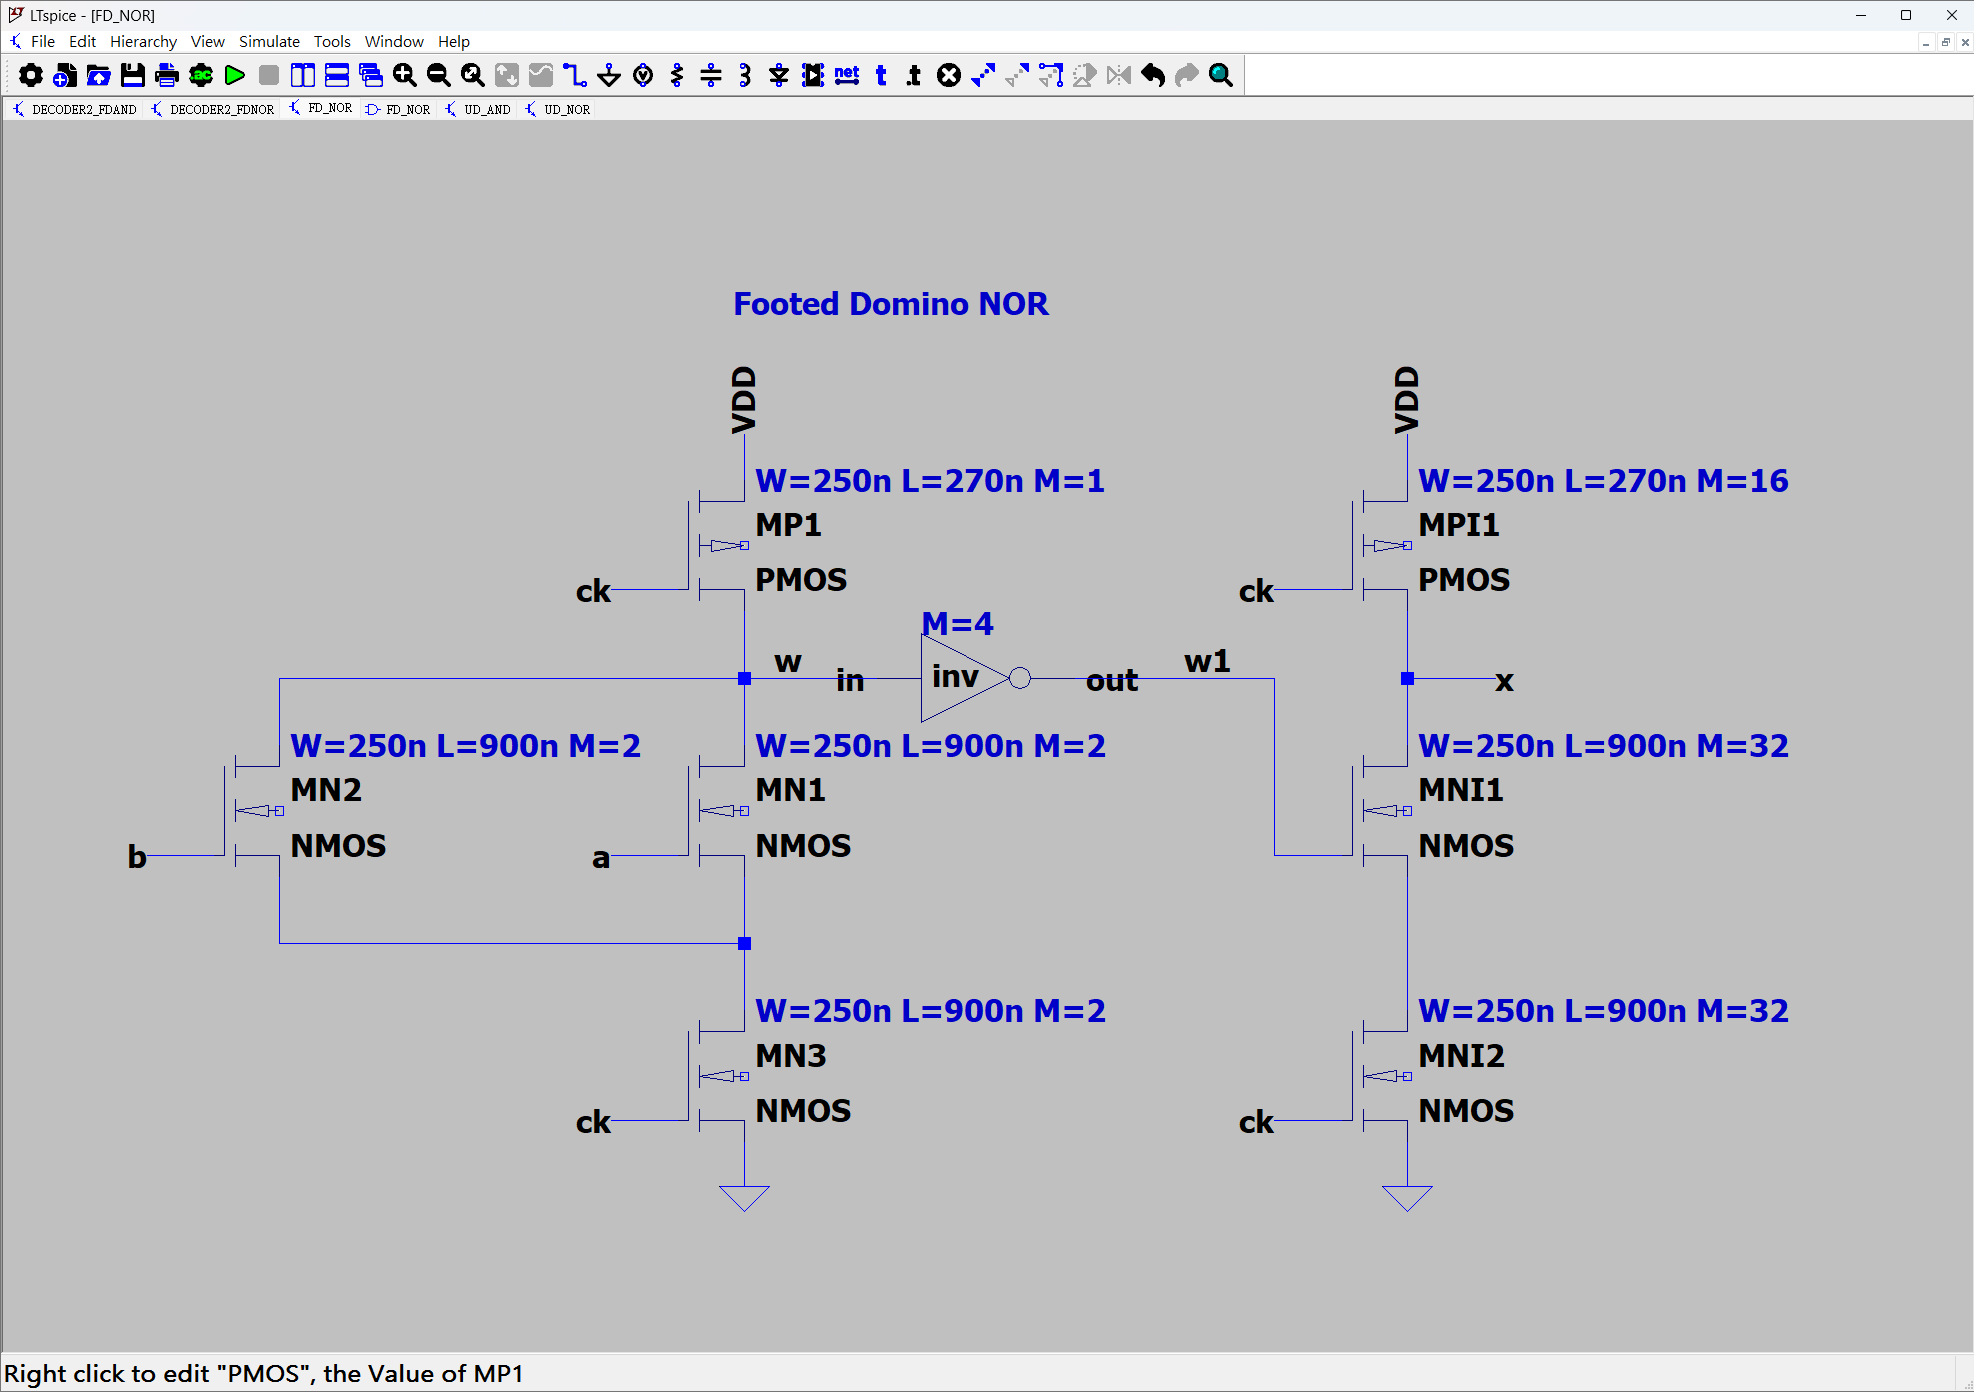 LTspice - [FD_NOR]
File Edit Hierarchy View Simulate Tools Window Help
.ac net t .t
DECODER2_FDAND DECODER2_FDNOR FD_NOR FD_NOR UD_AND UD_NOR
Footed Domino NOR
VDD VDD
W=250n L=270n M=1 W=250n L=270n M=16
MP1 MPI1
PMOS PMOS
ck ck
M=4
w w1
in inv out x
W=250n L=900n M=2 W=250n L=900n M=2 W=250n L=900n M=32
MN2 MN1 MNI1
NMOS NMOS NMOS
b a
W=250n L=900n M=2 W=250n L=900n M=32
MN3 MNI2
NMOS NMOS
ck ck
Right click to edit "PMOS", the Value of MP1